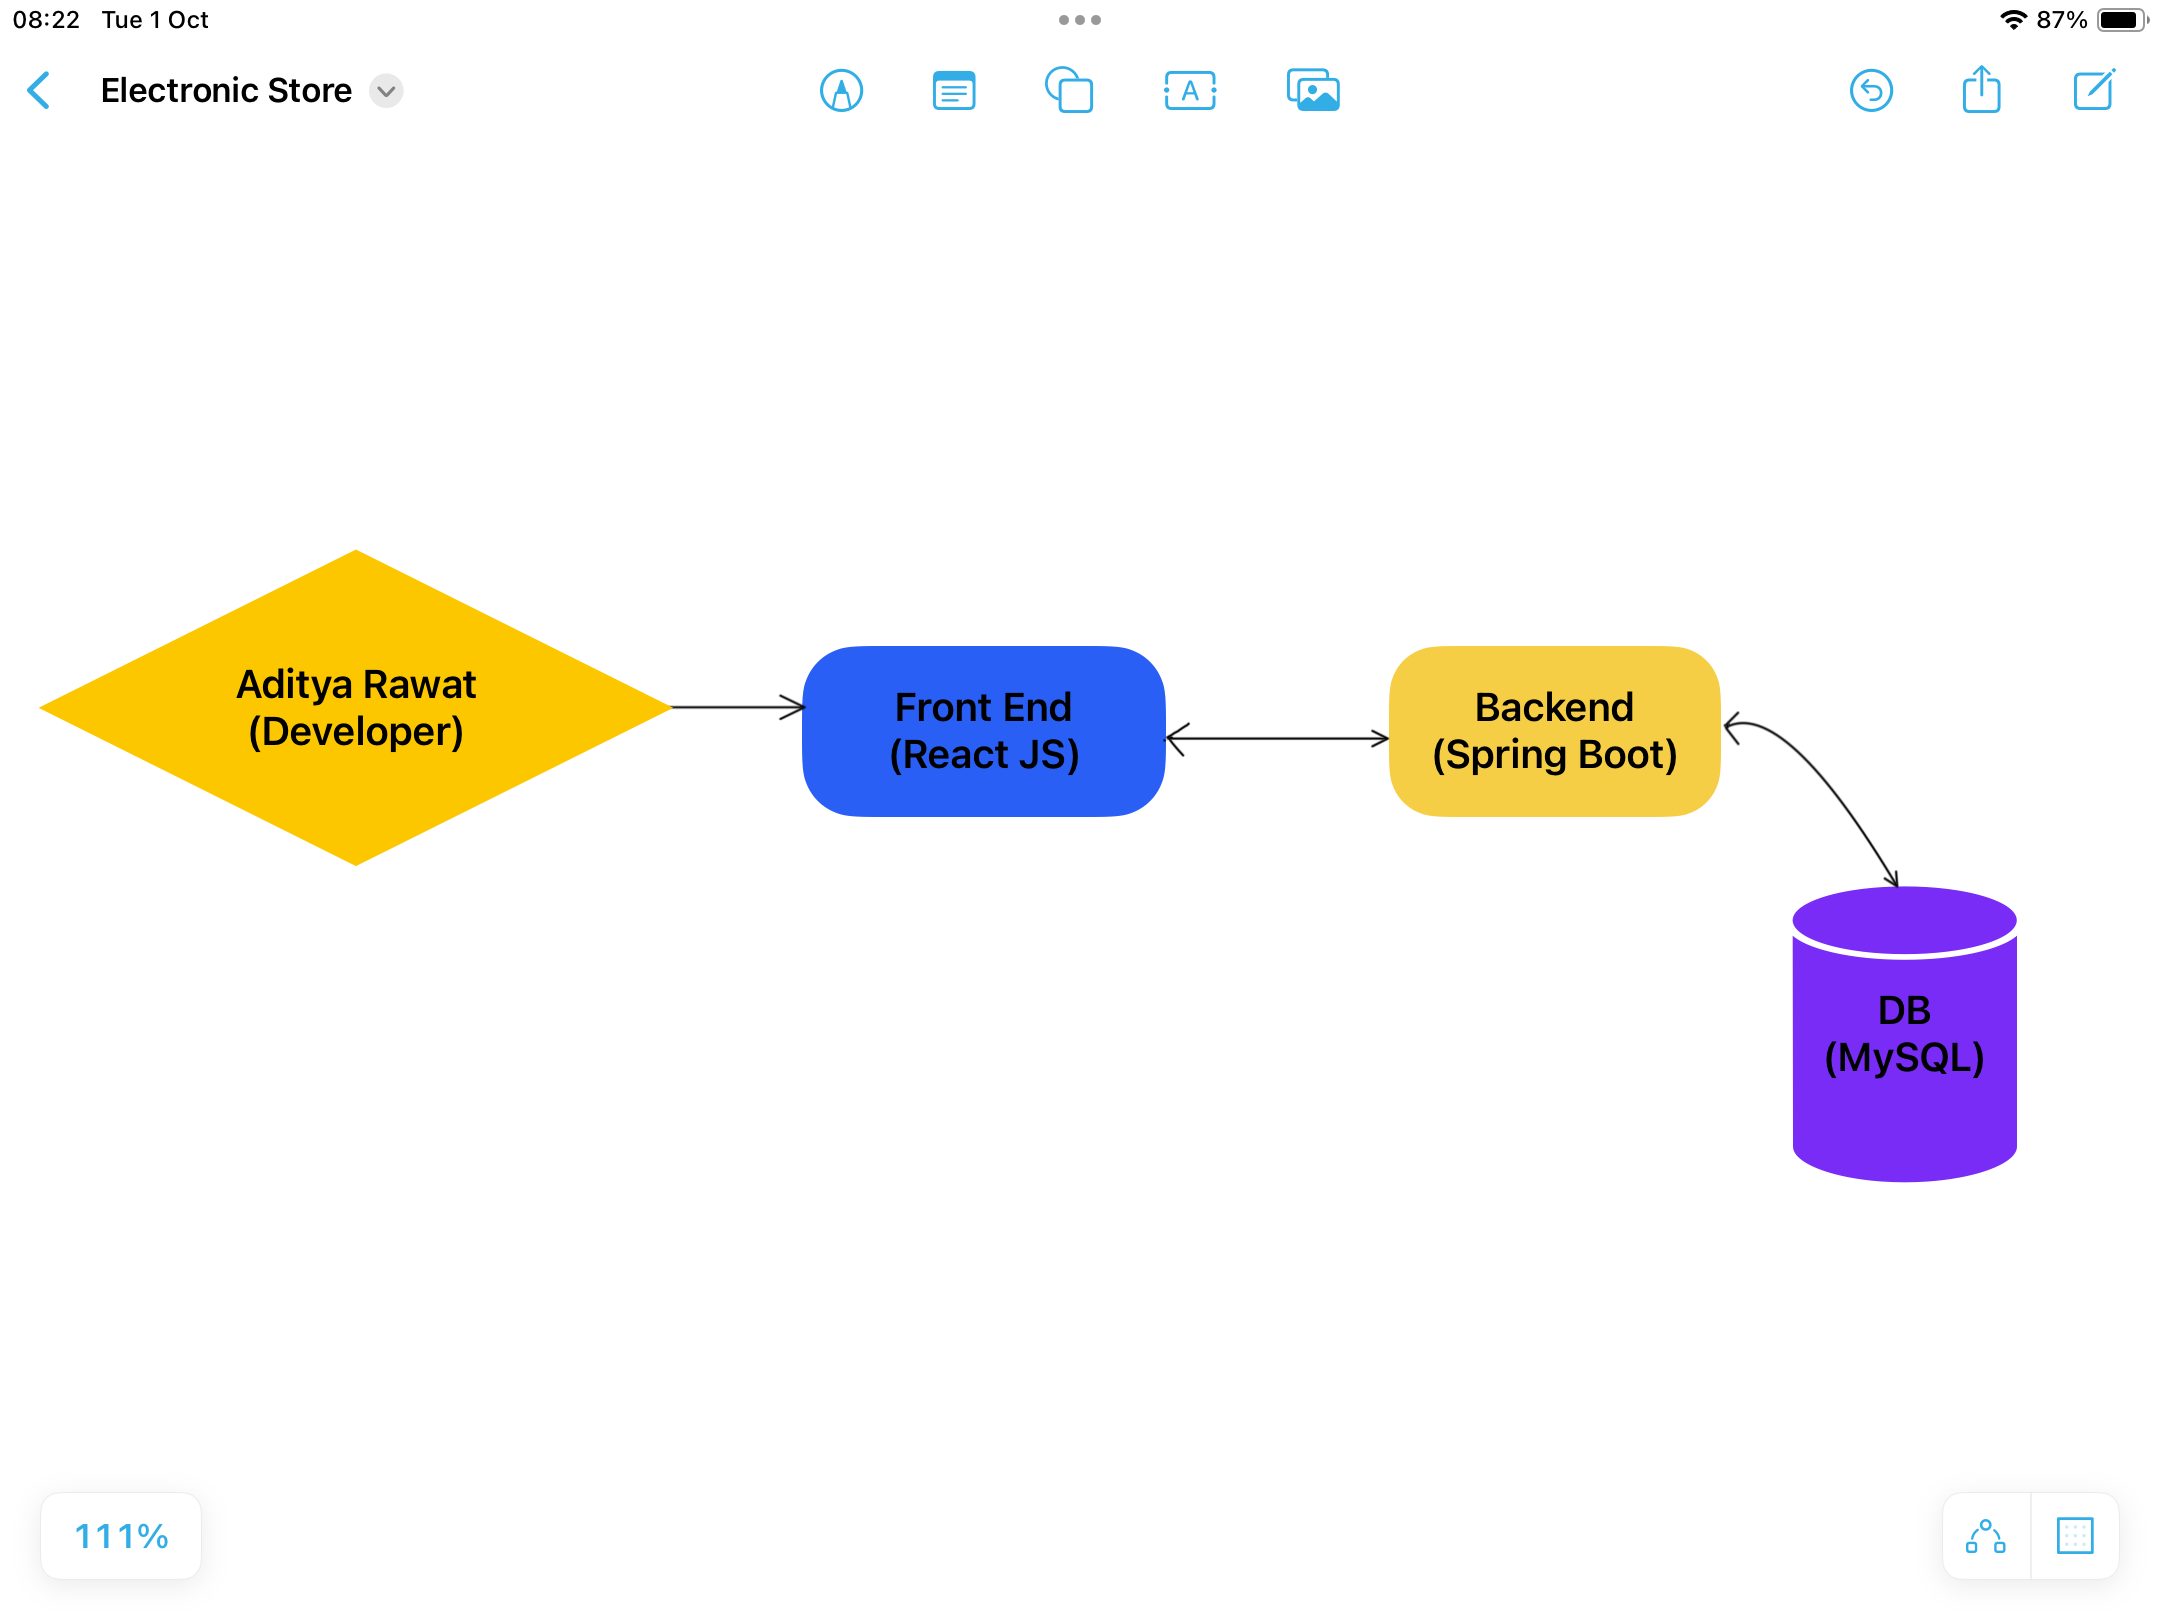 08:22 Tue 1 Oct
87%
Electronic Store
A
Aditya Rawat
(Developer)
Front End
(React JS)
Backend
(Spring Boot)
DB
(MySQL)
111%